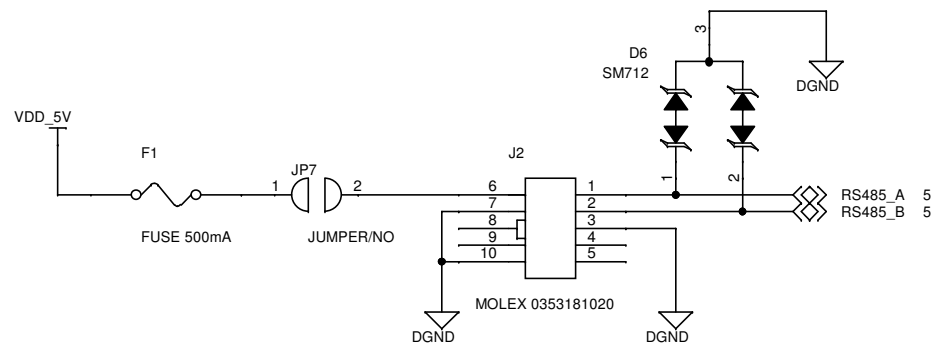 3
D6
SM712
DGND
VDD_5V
F1
JP7
J2
1
2
1
2
6
1
RS485_A 5
7
2
RS485_B 5
8
3
9
4
10
5
FUSE 500mA
JUMPER/NO
MOLEX 0353181020
DGND
DGND